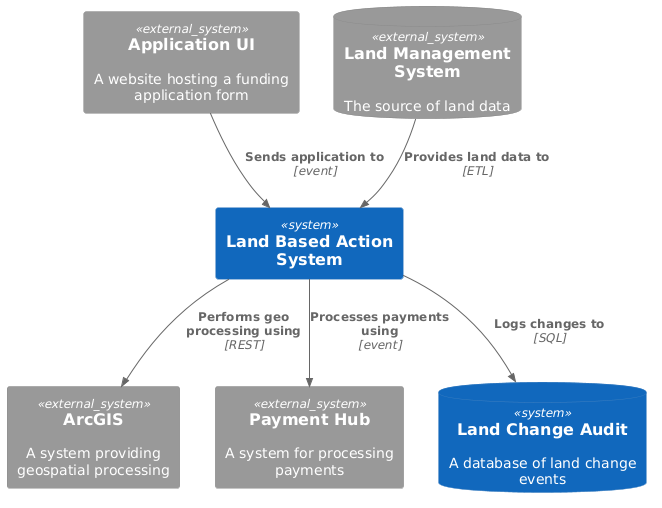 «external_system»
Application UI
A website hosting a funding
application form
«external_system»
Land Management
System
The source of land data
Sends application to
[event]
Provides land data to
[ETL]
«system»
Land Based Action
System
Performs geo
processing using
[REST]
Processes payments
using
[event]
Logs changes to
[SQL]
«external_system»
ArcGIS
A system providing
geospatial processing
«external_system»
Payment Hub
A system for processing
payments
«system»
Land Change Audit
A database of land change
events